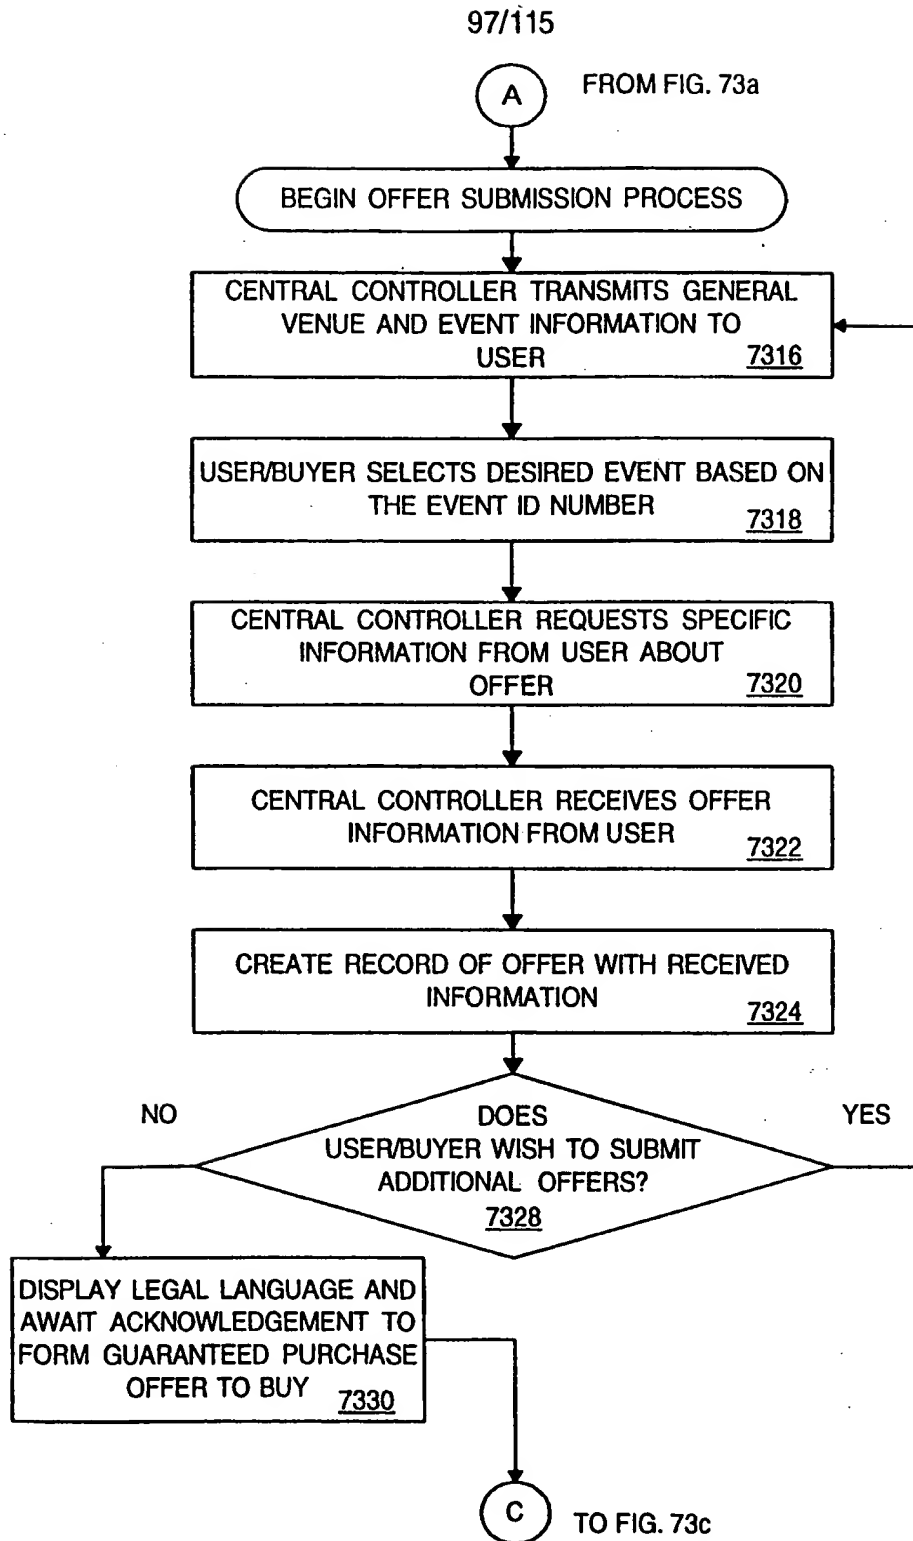 97/115
A
FROM FIG. 73a
BEGIN OFFER SUBMISSION PROCESS
CENTRAL CONTROLLER TRANSMITS GENERAL
VENUE AND EVENT INFORMATION TO
USER
7316
USER/BUYER SELECTS DESIRED EVENT BASED ON
THE EVENT ID NUMBER
7318
CENTRAL CONTROLLER REQUESTS SPECIFIC
INFORMATION FROM USER ABOUT
OFFER
7320
CENTRAL CONTROLLER RECEIVES OFFER
INFORMATION FROM USER
7322
CREATE RECORD OF OFFER WITH RECEIVED
INFORMATION
7324
NO
YES
DOES
USER/BUYER WISH TO SUBMIT
ADDITIONAL OFFERS?
7328
DISPLAY LEGAL LANGUAGE AND
AWAIT ACKNOWLEDGEMENT TO
FORM GUARANTEED PURCHASE
OFFER TO BUY
7330
C
TO FIG. 73c